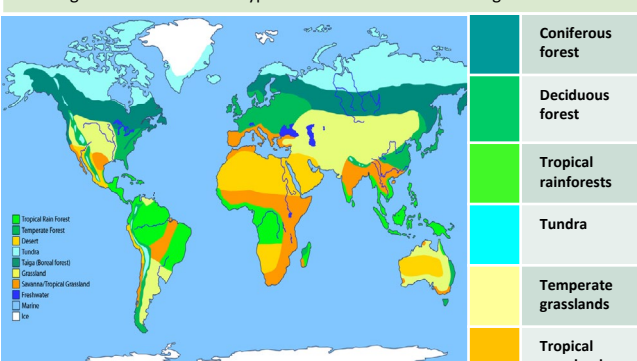 Tropical Rain Forest
Temperate Forest
Desert
Tundra
Taiga (Boreal forest)
Grassland
Savanna/Tropical Grassland
Freshwater
Marine
Ice
Coniferous
forest
Deciduous
forest
Tropical
rainforests
Tundra
Temperate
grasslands
Tropical